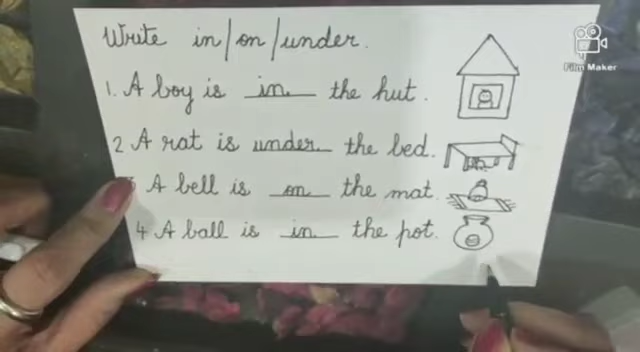 Write in/on/under.
1. A boy is in the hut.
2 A rat is under the bed.
A bell is on the mat.
4. A ball is in the pot.
Film Maker